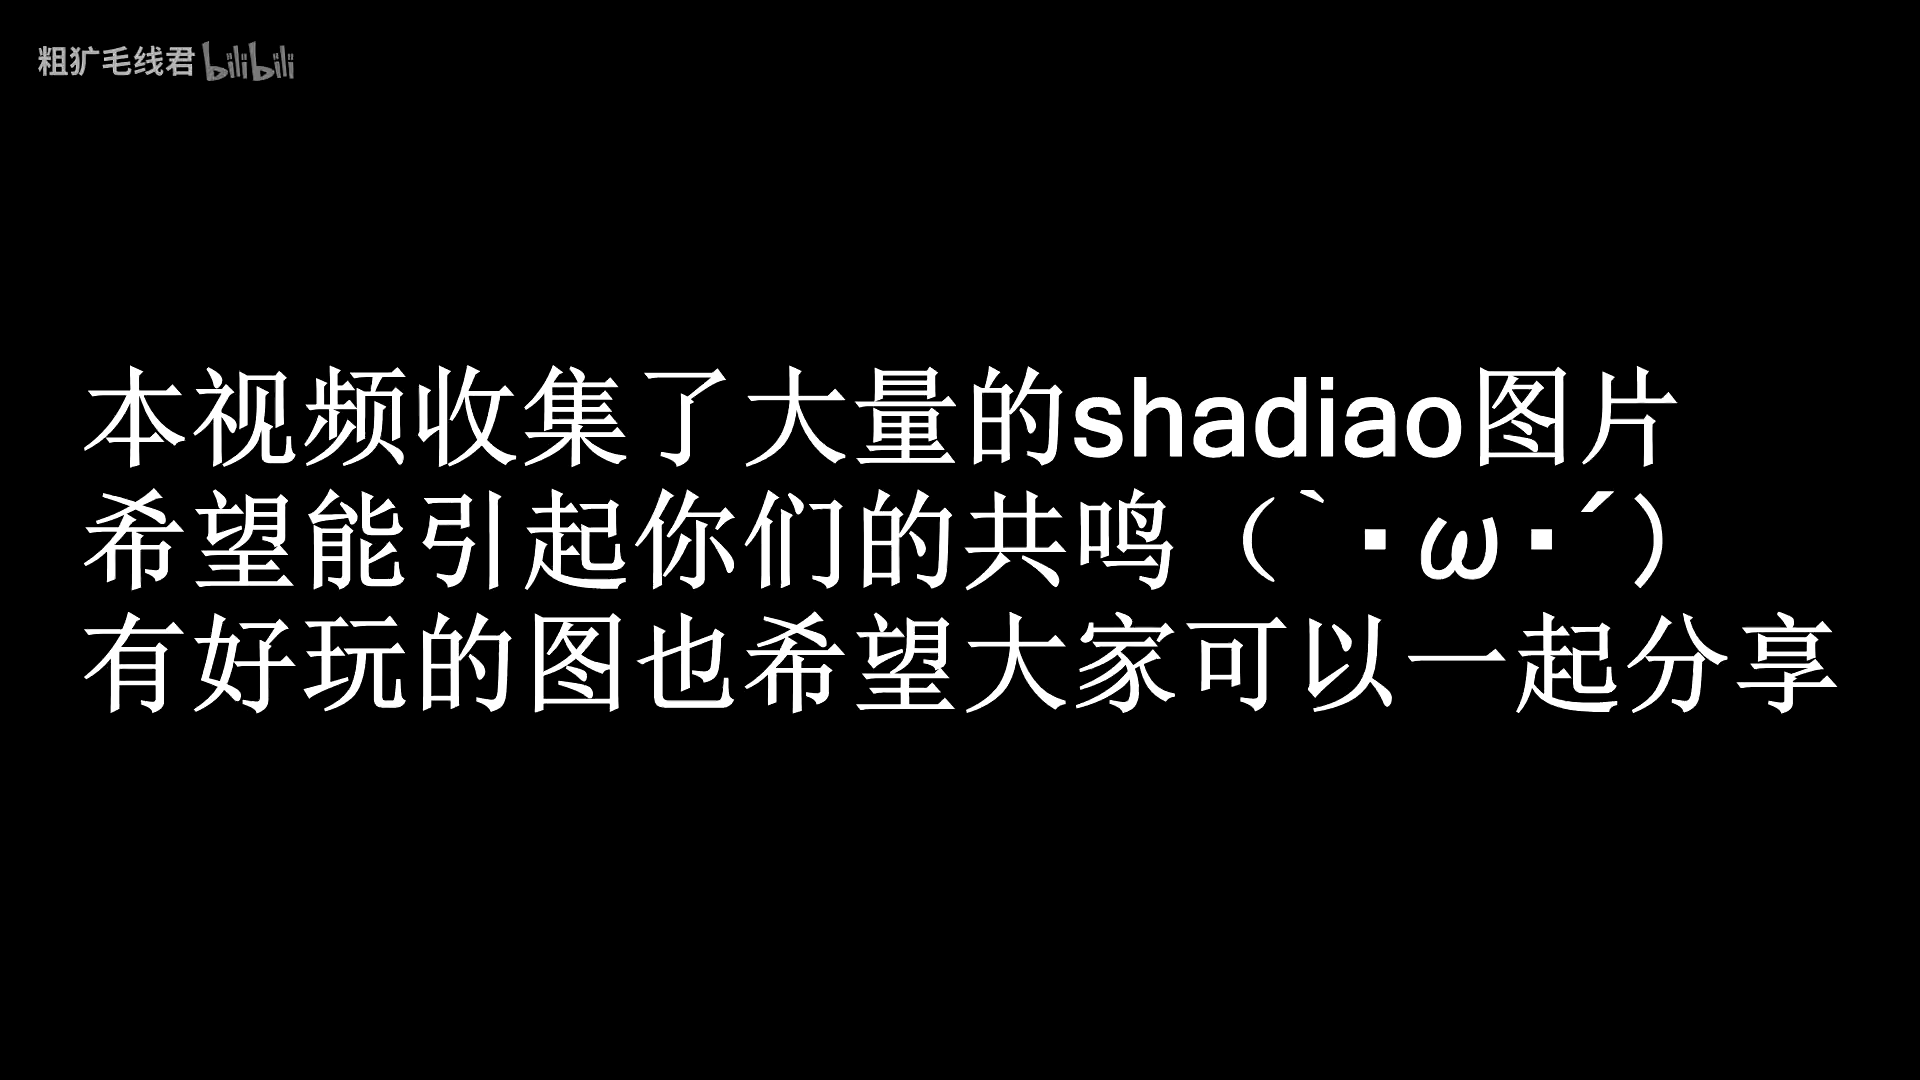 粗犷毛线君 bilibili
本视频收集了大量的shadiao图片
希望能引起你们的共鸣（`·ω·´）
有好玩的图也希望大家可以一起分享